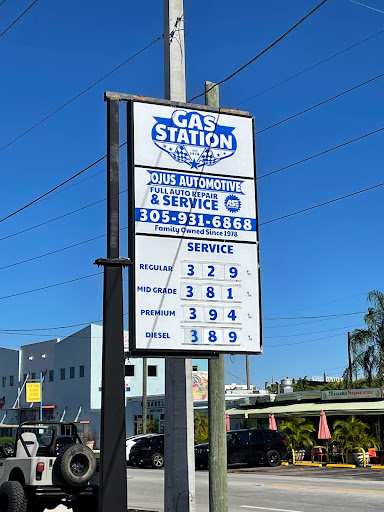 GAS
STATION
OJUS AUTOMOTIVE
FULL AUTO REPAIR
& SERVICE
305-931-6868
Family Owned Since 1978
SERVICE
REGULAR 3 2 9
MID GRADE 3 8 1
PREMIUM 3 9 4
DIESEL 3 8 9